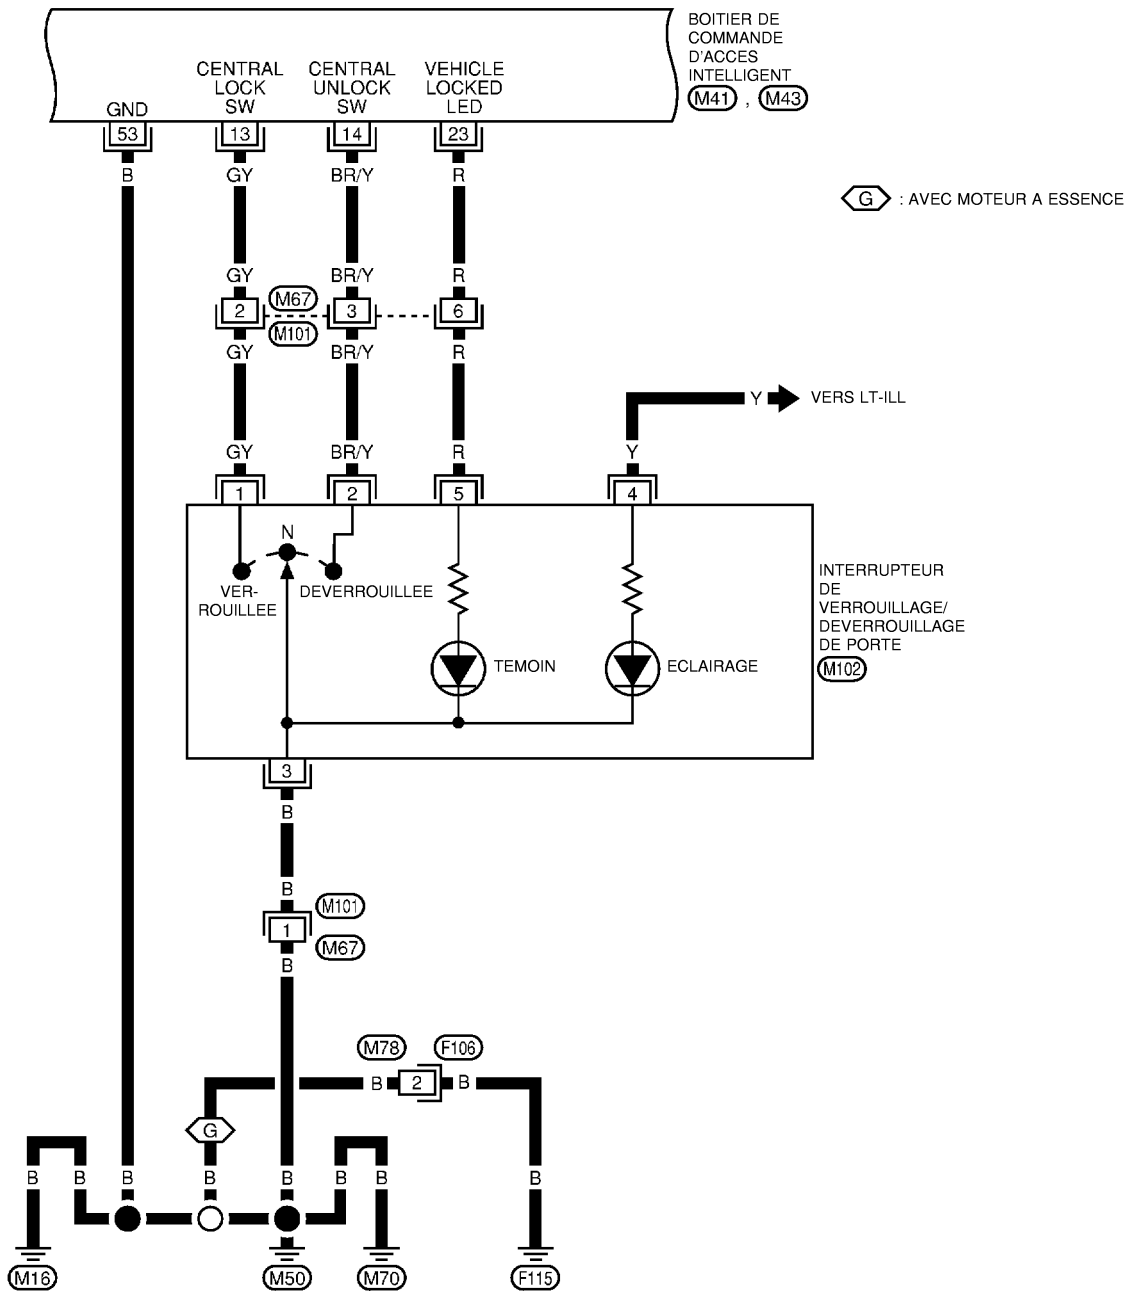 BOITIER DE
COMMANDE
D'ACCES
INTELLIGENT
M41 , M43
CENTRAL LOCK SW
CENTRAL UNLOCK SW
VEHICLE LOCKED LED
GND
53 13 14 23
B GY BR/Y R
G : AVEC MOTEUR A ESSENCE
GY BR/Y R
M67
2 3 6
M101
GY BR/Y R
Y VERS LT-ILL
GY BR/Y R Y
1 2 5 4
N
VER-
ROUILLEE
DEVERROUILLEE
INTERRUPTEUR
DE
VERROUILLAGE/
DEVERROUILLAGE
DE PORTE
M102
TEMOIN
ECLAIRAGE
3
B
B
M101
1
M67
B
M78 F106
B 2 B
G
B B B B B B B B
M16 M50 M70 F115